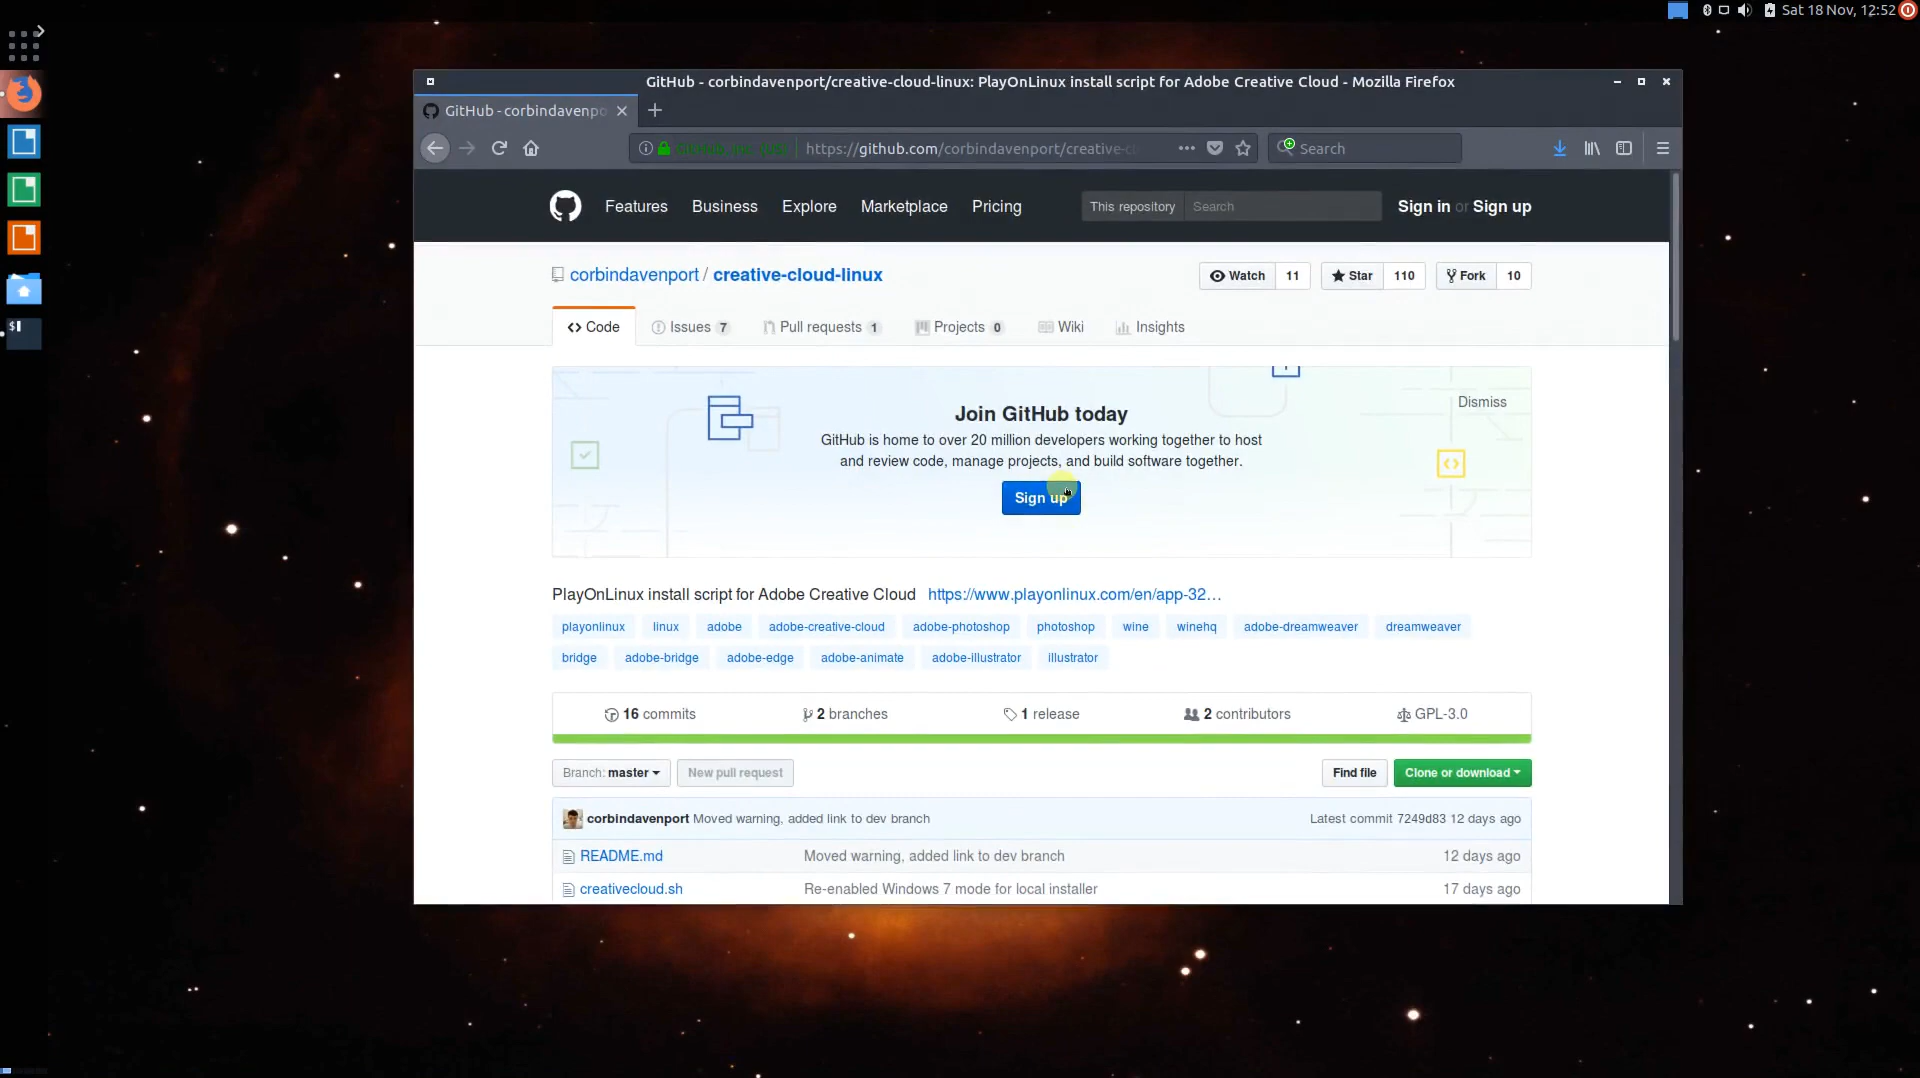 Sat 18 Nov, 12:52
GitHub - corbindavenport/creative-cloud-linux: PlayOnLinux install script for Adobe Creative Cloud - Mozilla Firefox
GitHub - corbindavenpo
https://github.com/corbindavenport/creative-c
Search
Features Business Explore Marketplace Pricing
This repository Search
Sign in or Sign up
corbindavenport / creative-cloud-linux
Watch 11 Star 110 Fork 10
Code Issues 7 Pull requests 1 Projects 0 Wiki Insights
Dismiss
Join GitHub today
GitHub is home to over 20 million developers working together to host
and review code, manage projects, and build software together.
Sign up
PlayOnLinux install script for Adobe Creative Cloud https://www.playonlinux.com/en/app-32…
playonlinux linux adobe adobe-creative-cloud adobe-photoshop photoshop wine winehq adobe-dreamweaver dreamweaver
bridge adobe-bridge adobe-edge adobe-animate adobe-illustrator illustrator
16 commits 2 branches 1 release 2 contributors GPL-3.0
Branch: master New pull request Find file Clone or download
corbindavenport Moved warning, added link to dev branch Latest commit 7249d83 12 days ago
README.md Moved warning, added link to dev branch 12 days ago
creativecloud.sh Re-enabled Windows 7 mode for local installer 17 days ago